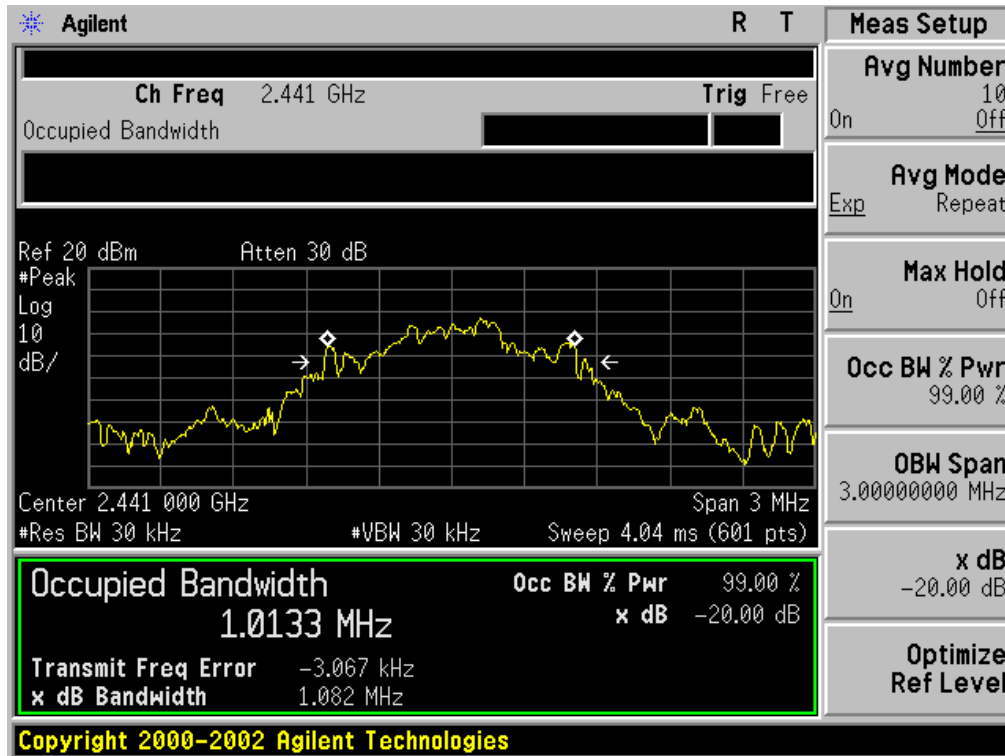 Agilent R T
Ch Freq 2.441 GHz Trig Free
Occupied Bandwidth
Ref 20 dBm Atten 30 dB
#Peak
Log
10
dB/
Center 2.441 000 GHz Span 3 MHz
#Res BW 30 kHz #VBW 30 kHz Sweep 4.04 ms (601 pts)
Occupied Bandwidth Occ BW % Pwr 99.00 %
1.0133 MHz x dB -20.00 dB
Transmit Freq Error -3.067 kHz
x dB Bandwidth 1.082 MHz
Meas Setup
Avg Number
10
On Off
Avg Mode
Exp Repeat
Max Hold
On Off
Occ BW % Pwr
99.00 %
OBW Span
3.00000000 MHz
x dB
-20.00 dB
Optimize
Ref Level
Copyright 2000-2002 Agilent Technologies